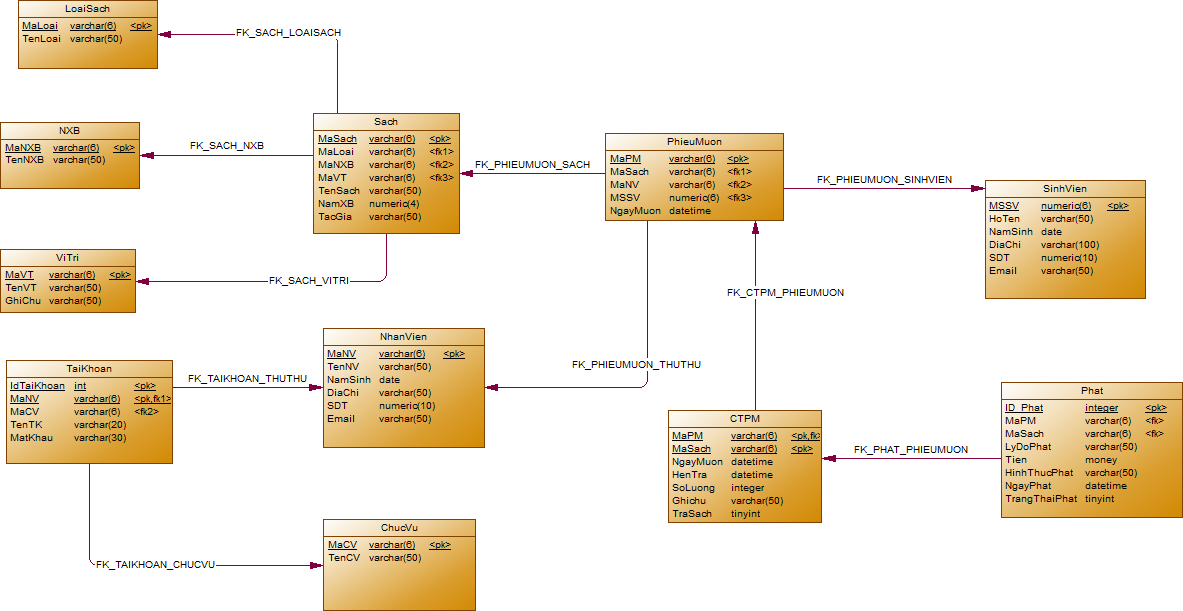 LoaiSach
MaLoai varchar(6) <pk>
TenLoai varchar(50)
FK_SACH_LOAISACH
NXB
MaNXB varchar(6) <pk>
TenNXB varchar(50)
FK_SACH_NXB
Sach
MaSach varchar(6) <pk>
MaLoai varchar(6) <fk1>
MaNXB varchar(6) <fk2>
MaVT varchar(6) <fk3>
TenSach varchar(50)
NamXB numeric(4)
TacGia varchar(50)
FK_PHIEUMUON_SACH
PhieuMuon
MaPM varchar(6) <pk>
MaSach varchar(6) <fk1>
MaNV varchar(6) <fk2>
MSSV numeric(6) <fk3>
NgayMuon datetime
FK_PHIEUMUON_SINHVIEN
SinhVien
MSSV numeric(6) <pk>
HoTen varchar(50)
NamSinh date
DiaChi varchar(100)
SDT numeric(10)
Email varchar(50)
ViTri
MaVT varchar(6) <pk>
TenVT varchar(50)
GhiChu varchar(50)
FK_SACH_VITRI
FK_CTPM_PHIEUMUON
TaiKhoan
IdTaiKhoan int <pk>
MaNV varchar(6) <pk,fk1>
MaCV varchar(6) <fk2>
TenTK varchar(20)
MatKhau varchar(30)
FK_TAIKHOAN_THUTHU
NhanVien
MaNV varchar(6) <pk>
TenNV varchar(50)
NamSinh date
DiaChi varchar(50)
SDT numeric(10)
Email varchar(50)
FK_PHIEUMUON_THUTHU
CTPM
MaPM varchar(6) <pk,fk>
MaSach varchar(6) <pk>
NgayMuon datetime
HenTra datetime
SoLuong integer
Ghichu varchar(50)
TraSach tinyint
FK_PHAT_PHIEUMUON
Phat
ID_Phat integer <pk>
MaPM varchar(6) <fk>
MaSach varchar(6) <fk>
LyDoPhat varchar(50)
Tien money
HinhThucPhat varchar(50)
NgayPhat datetime
TrangThaiPhat tinyint
FK_TAIKHOAN_CHUCVU
ChucVu
MaCV varchar(6) <pk>
TenCV varchar(50)